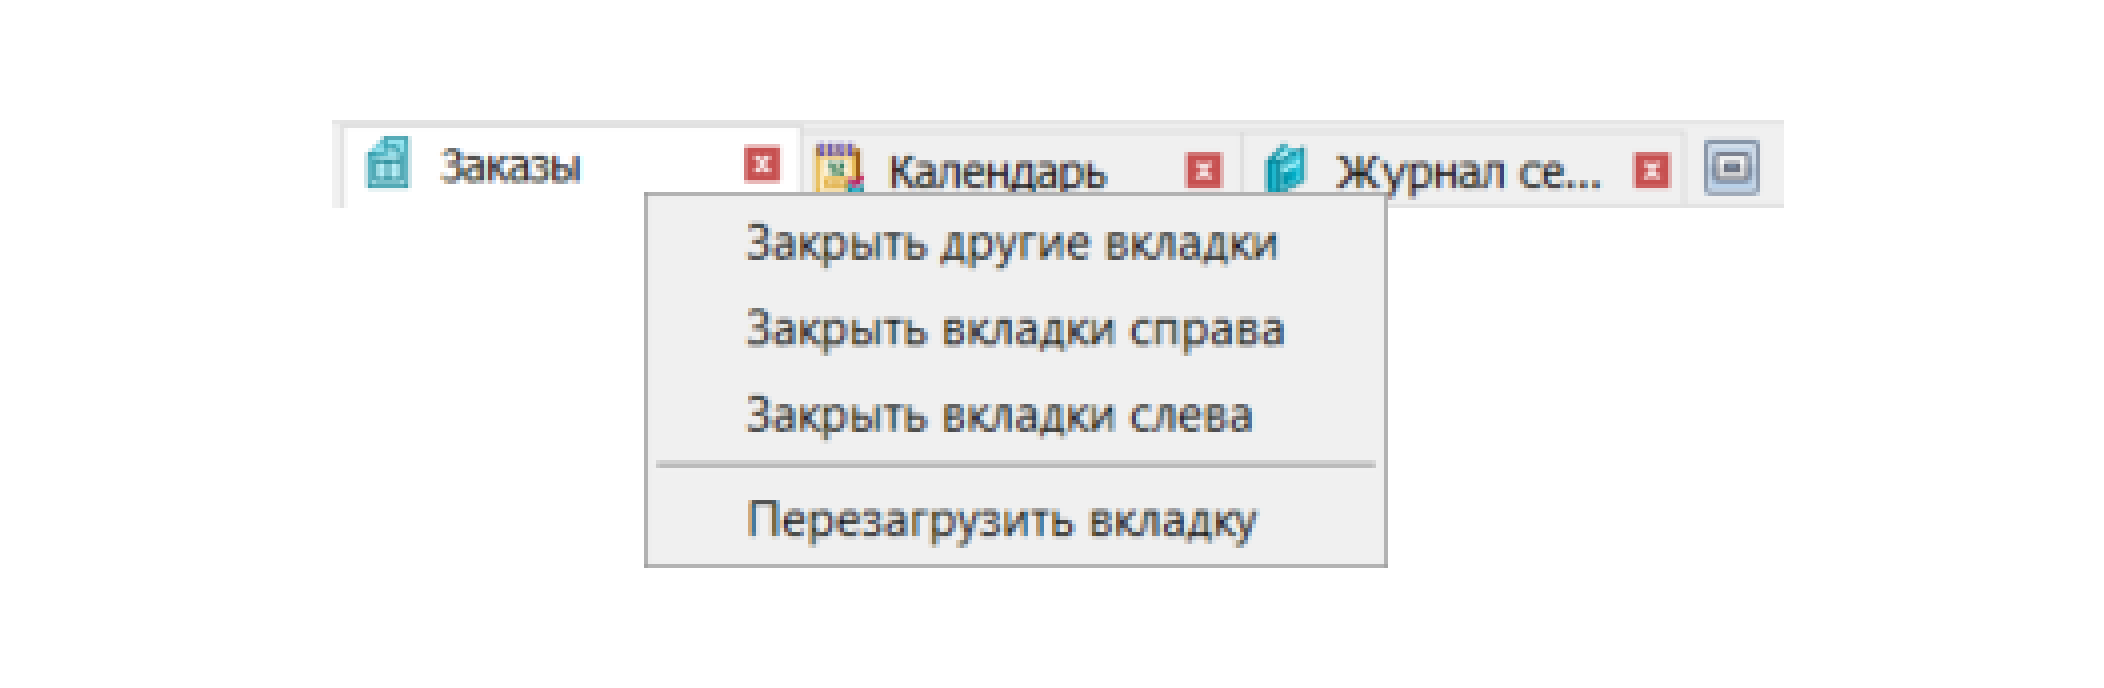 Заказы Календарь Журнал се...
Закрыть другие вкладки
Закрыть вкладки справа
Закрыть вкладки слева
Перезагрузить вкладку